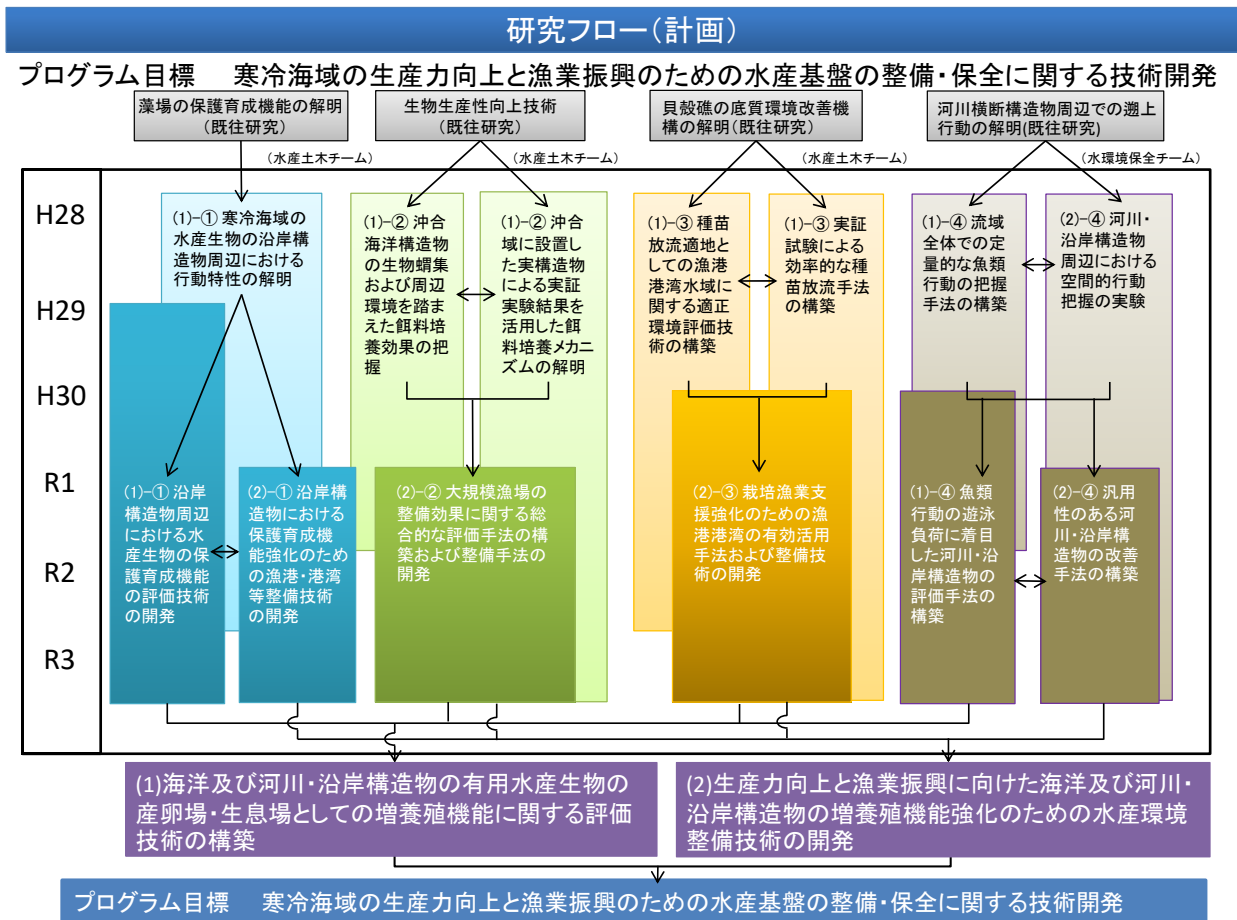 研究フロー(計画)
プログラム目標 寒冷海域の生産力向上と漁業振興のための水産基盤の整備・保全に関する技術開発
藻場の保護育成機能の解明
(既往研究)
生物生産性向上技術
(既往研究)
貝殻礁の底質環境改善機
構の解明(既往研究)
河川横断構造物周辺での遡上
行動の解明(既往研究)
(水産土木チーム)
(水産土木チーム)
(水産土木チーム)
(水環境保全チーム)
H28
H29
H30
R1
R2
R3
(1)-① 寒冷海域の
水産生物の沿岸構
造物周辺における
行動特性の解明
(1)-② 沖合
海洋構造物
の生物蝟集
および周辺
環境を踏ま
えた餌料培
養効果の把
握
(1)-② 沖合
域に設置し
た実構造物
による実証
実験結果を
活用した餌
料培養メカニ
ズムの解明
(1)-③ 種苗
放流適地と
しての漁港
港湾水域に
関する適正
環境評価技
術の構築
(1)-③ 実証
試験による
効率的な種
苗放流手法
の構築
(1)-④ 流域
全体での定
量的な魚類
行動の把握
手法の構築
(2)-④ 河川・
沿岸構造物
周辺における
空間的行動
把握の実験
(1)-① 沿岸
構造物周辺
における水
産生物の保
護育成機能
の評価技術
の開発
(2)-① 沿岸構
造物における
保護育成機
能強化のため
の漁港・港湾
等整備技術
の開発
(2)-② 大規模漁場の
整備効果に関する総
合的な評価手法の構
築および整備手法の
開発
(2)-③ 栽培漁業支
援強化のための漁
港港湾の有効活用
手法および整備技
術の開発
(1)-④ 魚類
行動の遊泳
負荷に着目
した河川・沿
岸構造物の
評価手法の
構築
(2)-④ 汎用
性のある河
川・沿岸構
造物の改善
手法の構築
(1)海洋及び河川・沿岸構造物の有用水産生物の
産卵場・生息場としての増養殖機能に関する評価
技術の構築
(2)生産力向上と漁業振興に向けた海洋及び河川・
沿岸構造物の増養殖機能強化のための水産環境
整備技術の開発
プログラム目標 寒冷海域の生産力向上と漁業振興のための水産基盤の整備・保全に関する技術開発